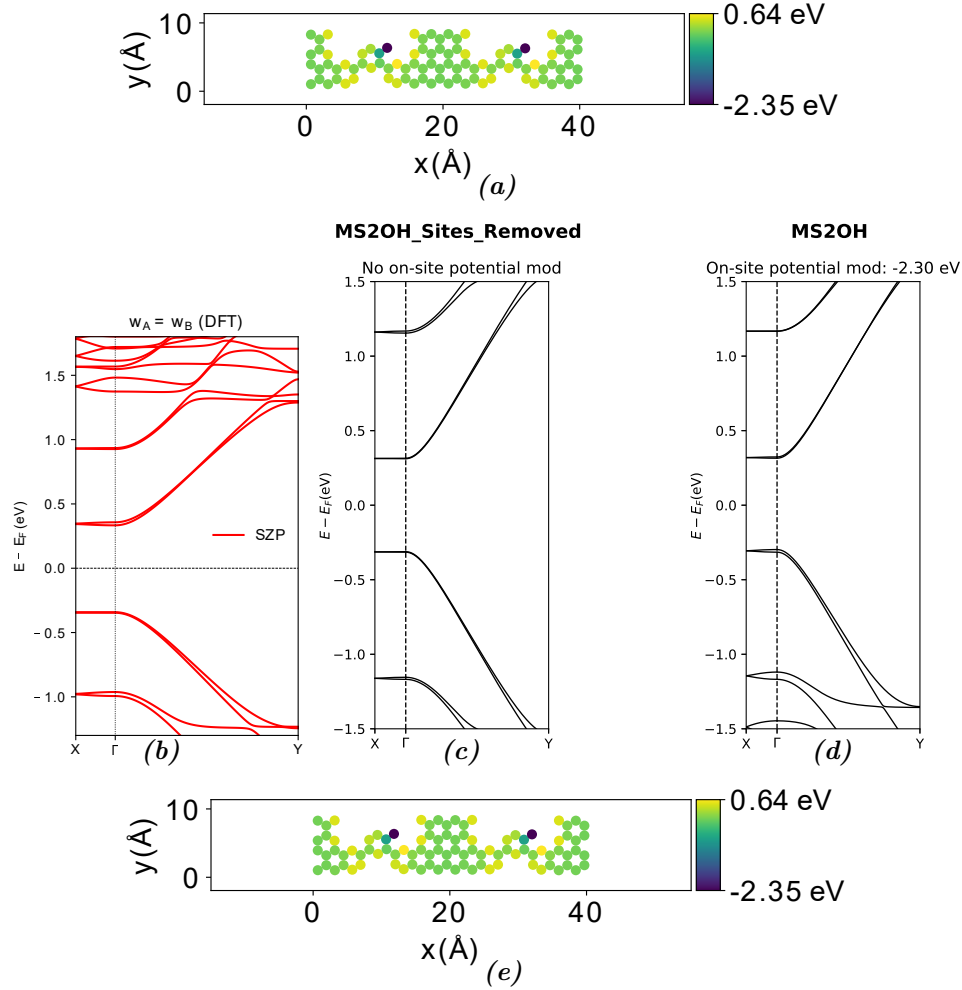 10
0
y(Å)
0
20
40
x(Å)
0.64 eV
-2.35 eV
(a)
MS2OH_Sites_Removed
MS2OH
No on-site potential mod
On-site potential mod: -2.30 eV
w_A = w_B (DFT)
1.5
1.0
0.5
0.0
−0.5
−1.0
E − E_F (eV)
SZP
X
Γ
Y
(b)
1.5
1.0
0.5
0.0
−0.5
−1.0
−1.5
E − E_F(eV)
X
Γ
Y
(c)
1.5
1.0
0.5
0.0
−0.5
−1.0
−1.5
E − E_F(eV)
X
Γ
Y
(d)
10
0
y(Å)
0
20
40
x(Å)
0.64 eV
-2.35 eV
(e)